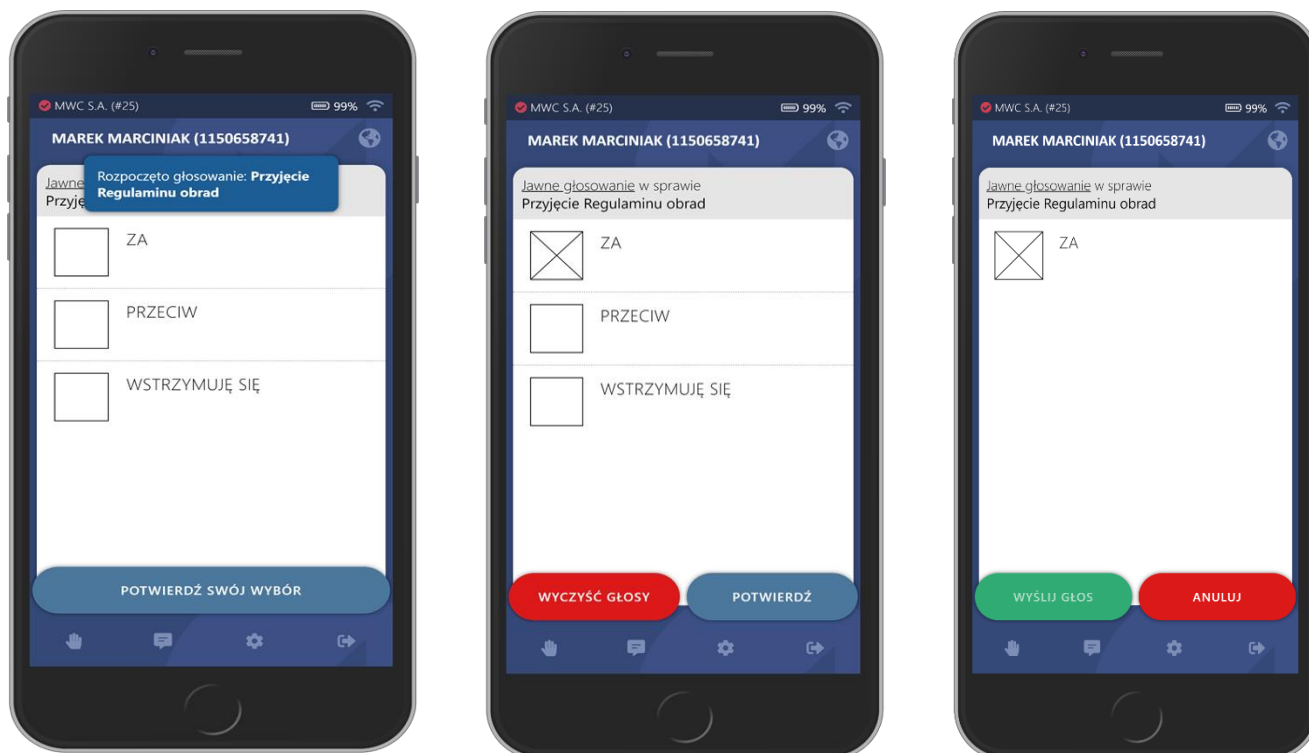 MWC S.A. (#25) 99%
MAREK MARCINIAK (1150658741)
Rozpoczęto głosowanie: Przyjęcie
Regulaminu obrad
Jawne
Przyję
ZA
PRZECIW
WSTRZYMUJĘ SIĘ
POTWIERDŹ SWÓJ WYBÓR
MWC S.A. (#25) 99%
MAREK MARCINIAK (1150658741)
Jawne głosowanie w sprawie
Przyjęcie Regulaminu obrad
ZA
PRZECIW
WSTRZYMUJĘ SIĘ
WYCZYŚĆ GŁOSY POTWIERDŹ
MWC S.A. (#25) 99%
MAREK MARCINIAK (1150658741)
Jawne głosowanie w sprawie
Przyjęcie Regulaminu obrad
ZA
WYŚLIJ GŁOS ANULUJ